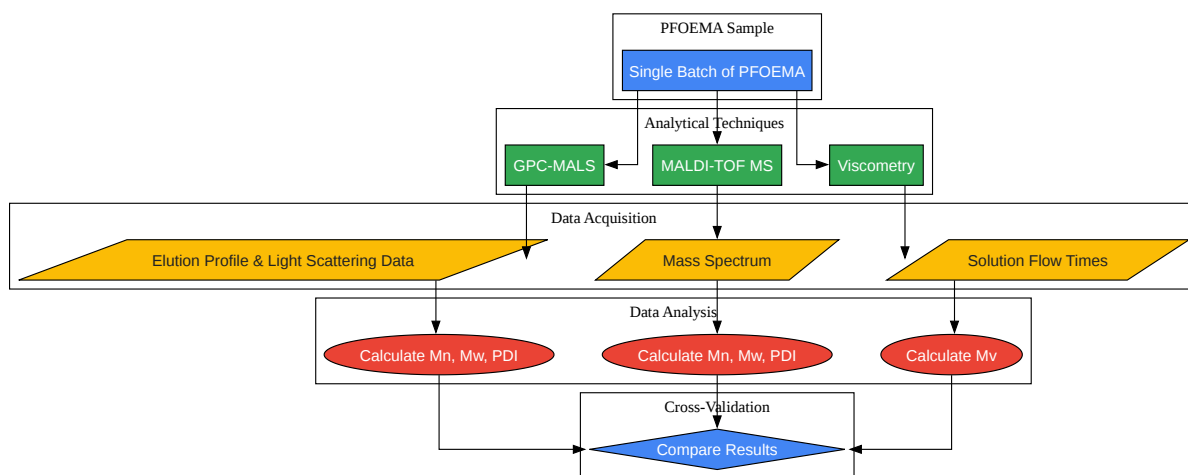 PFOEMA Sample
Single Batch of PFOEMA
Analytical Techniques
GPC-MALS
MALDI-TOF MS
Viscometry
Data Acquisition
Elution Profile & Light Scattering Data
Mass Spectrum
Solution Flow Times
Data Analysis
Calculate Mn, Mw, PDI
Calculate Mn, Mw, PDI
Calculate Mv
Cross-Validation
Compare Results